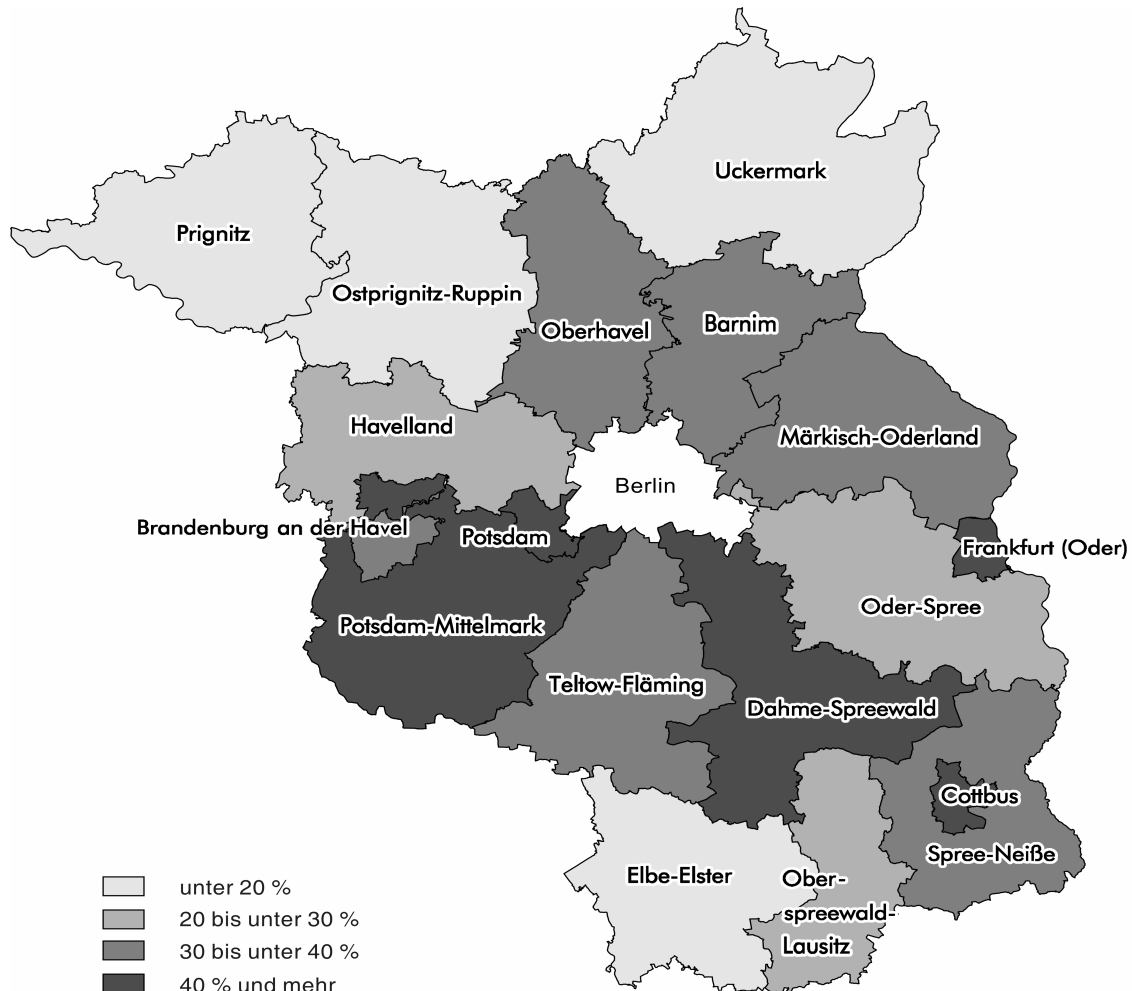 Uckermark
Prignitz
Ostprignitz-Ruppin
Oberhavel
Barnim
Havelland
Märkisch-Oderland
Berlin
Brandenburg an der Havel
Potsdam
Frankfurt (Oder)
Oder-Spree
Potsdam-Mittelmark
Teltow-Fläming
Dahme-Spreewald
Cottbus
Spree-Neiße
Elbe-Elster
Ober-
spreewald-
Lausitz
unter 20 %
20 bis unter 30 %
30 bis unter 40 %
40 % und mehr